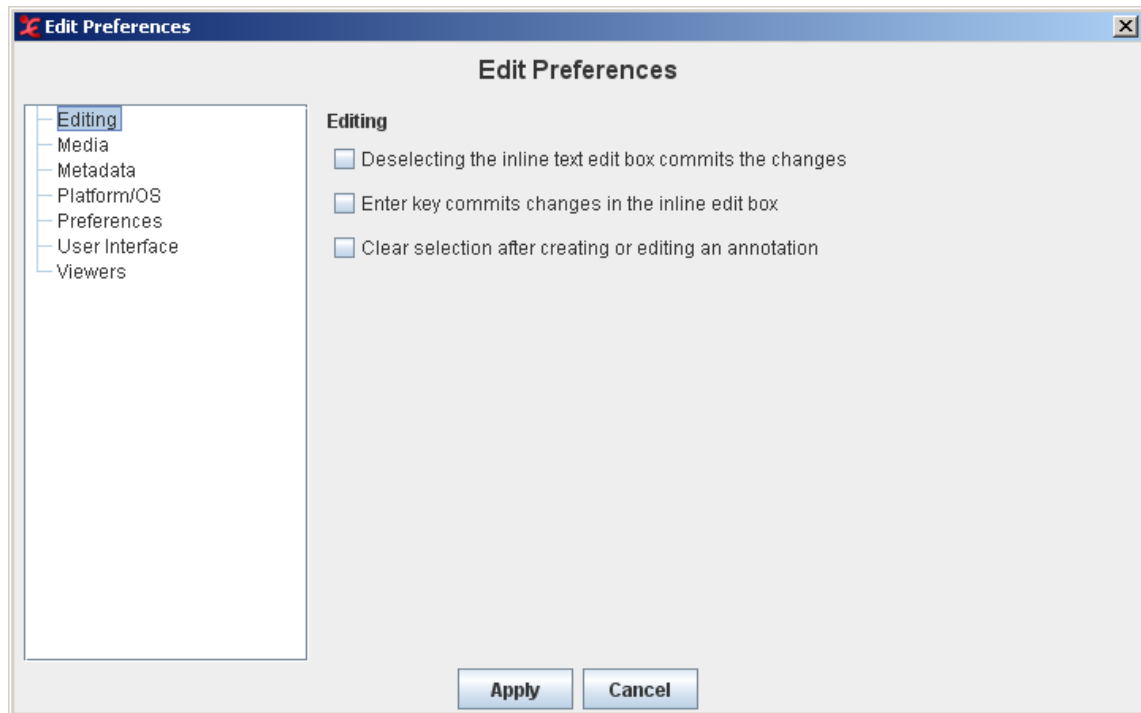 Edit Preferences
Edit Preferences
Editing
Media
Metadata
Platform/OS
Preferences
User Interface
Viewers
Editing
Deselecting the inline text edit box commits the changes
Enter key commits changes in the inline edit box
Clear selection after creating or editing an annotation
Apply
Cancel